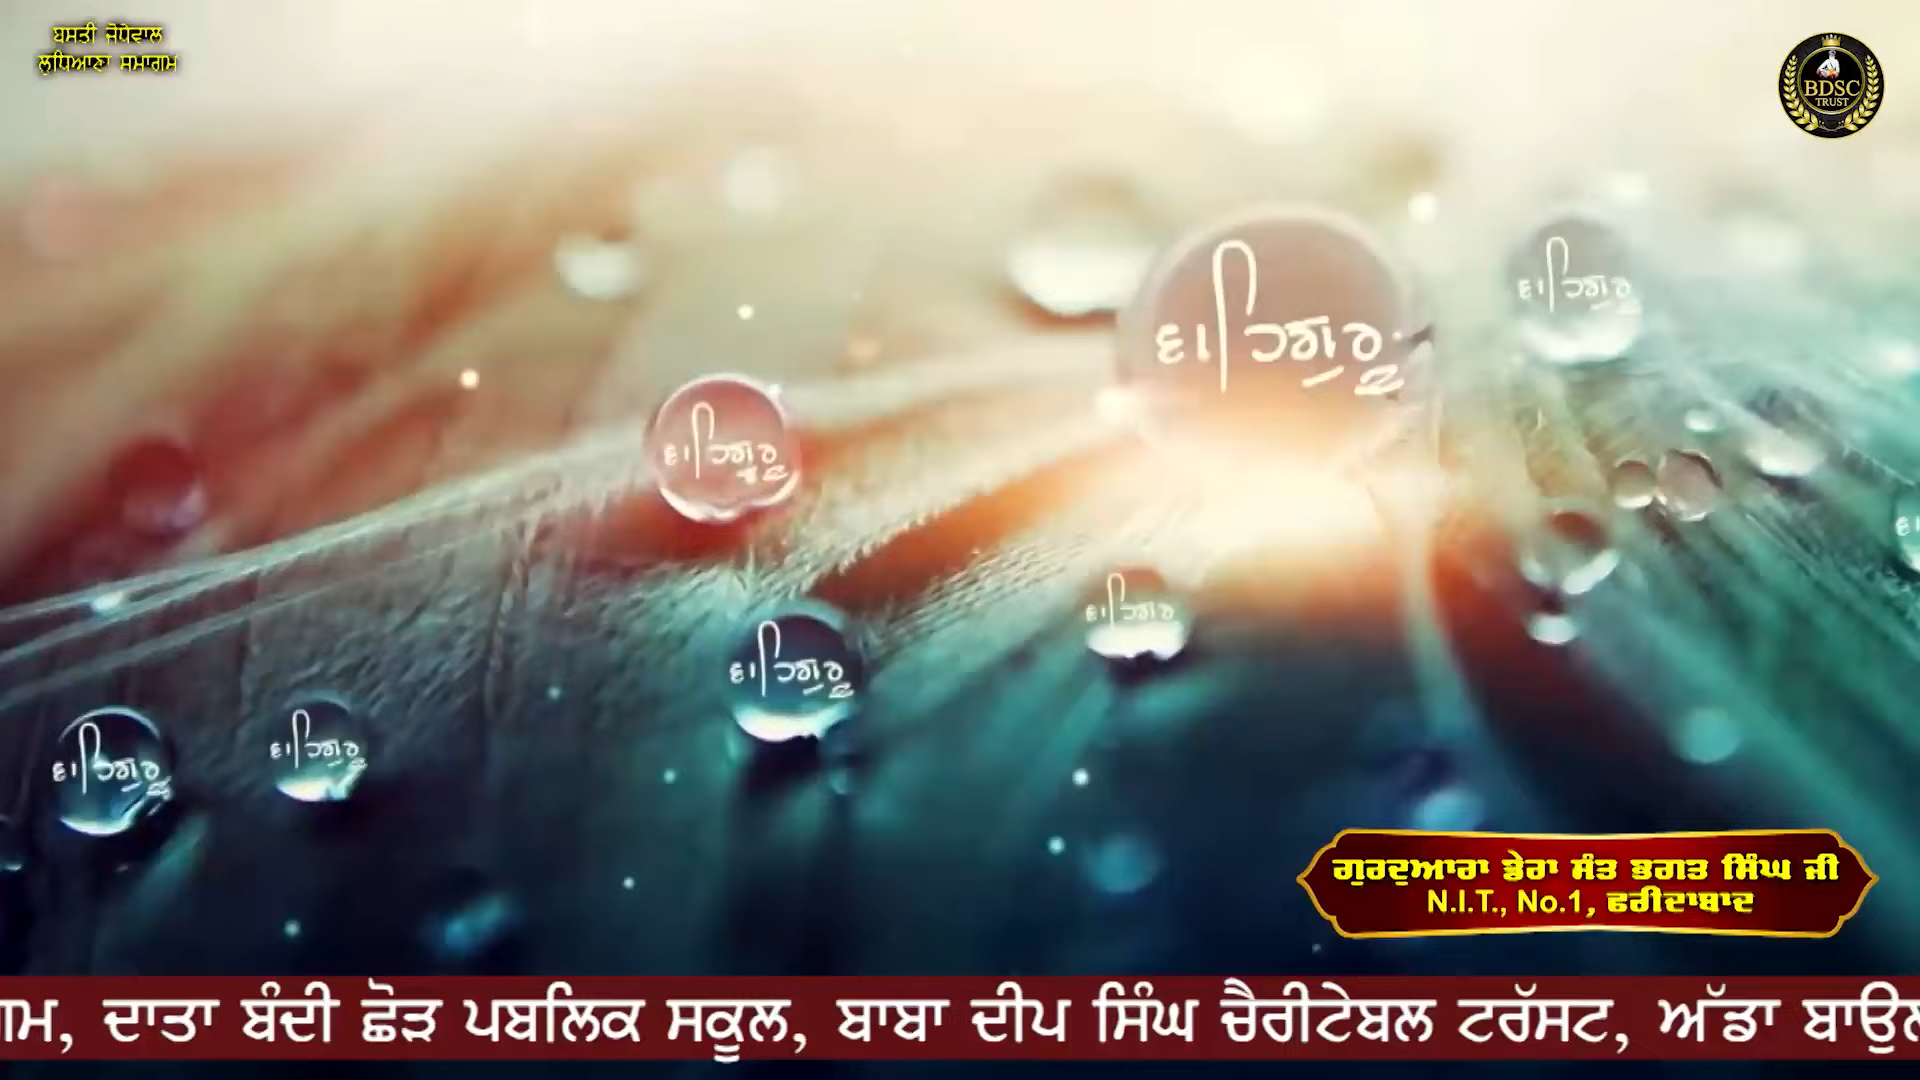 ਬਸਤੀ ਜੋਧੇਵਾਲ
ਲੁਧਿਆਣਾ ਸਮਾਗਮ
BDSC
TRUST
ਵਾਹਿਗੁਰੂ
ਵਾਹਿਗੁਰੂ
ਵਾਹਿਗੁਰੂ
ਵਾਹਿਗੁਰੂ
ਵਾਹਿਗੁਰੂ
ਵਾਹਿਗੁਰੂ
ਵਾਹਿਗੁਰੂ
ਗੁਰਦੁਆਰਾ ਡੇਰਾ ਸੰਤ ਭਗਤ ਸਿੰਘ ਜੀ
N.I.T., No.1, ਫਰੀਦਾਬਾਦ
ਦਾਤਾ ਬੰਦੀ ਛੋੜ ਪਬਲਿਕ ਸਕੂਲ, ਬਾਬਾ ਦੀਪ ਸਿੰਘ ਚੈਰੀਟੇਬਲ ਟਰੱਸਟ, ਅੱਡਾ